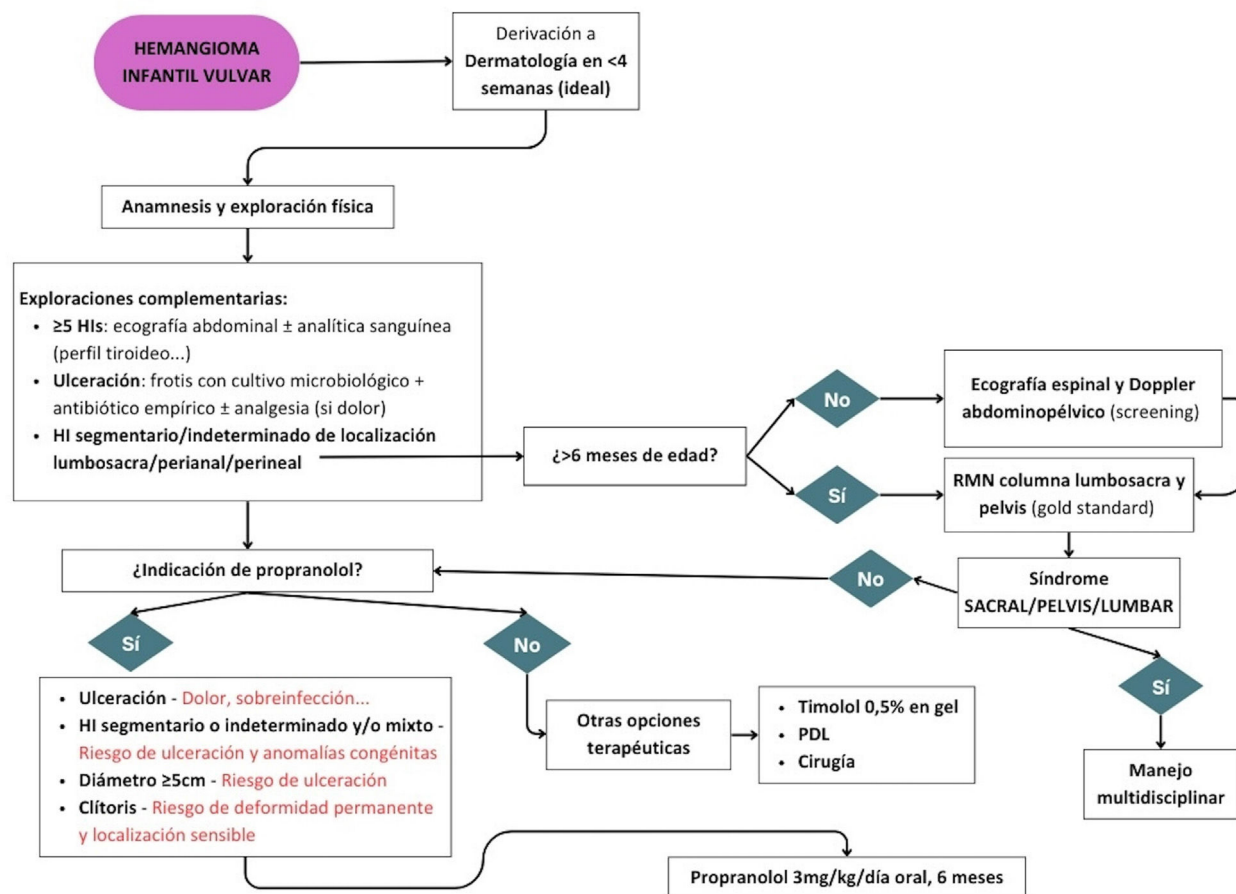 HEMANGIOMA
INFANTIL VULVAR
Derivación a
Dermatología en <4
semanas (ideal)
Anamnesis y exploración física
Exploraciones complementarias:
• ≥5 HIs: ecografía abdominal ± analítica sanguínea
(perfil tiroideo...)
• Ulceración: frotis con cultivo microbiológico +
antibiótico empírico ± analgesia (si dolor)
• HI segmentario/indeterminado de localización
lumbosacra/perianal/perineal
¿>6 meses de edad?
No
Ecografía espinal y Doppler
abdominopélvico (screening)
Sí
RMN columna lumbosacra y
pelvis (gold standard)
Síndrome
SACRAL/PELVIS/LUMBAR
No
Sí
Manejo
multidisciplinar
¿Indicación de propranolol?
Sí
No
• Ulceración - Dolor, sobreinfección...
• HI segmentario o indeterminado y/o mixto -
Riesgo de ulceración y anomalías congénitas
• Diámetro ≥5cm - Riesgo de ulceración
• Clítoris - Riesgo de deformidad permanente
y localización sensible
Otras opciones
terapéuticas
• Timolol 0,5% en gel
• PDL
• Cirugía
Propranolol 3mg/kg/día oral, 6 meses